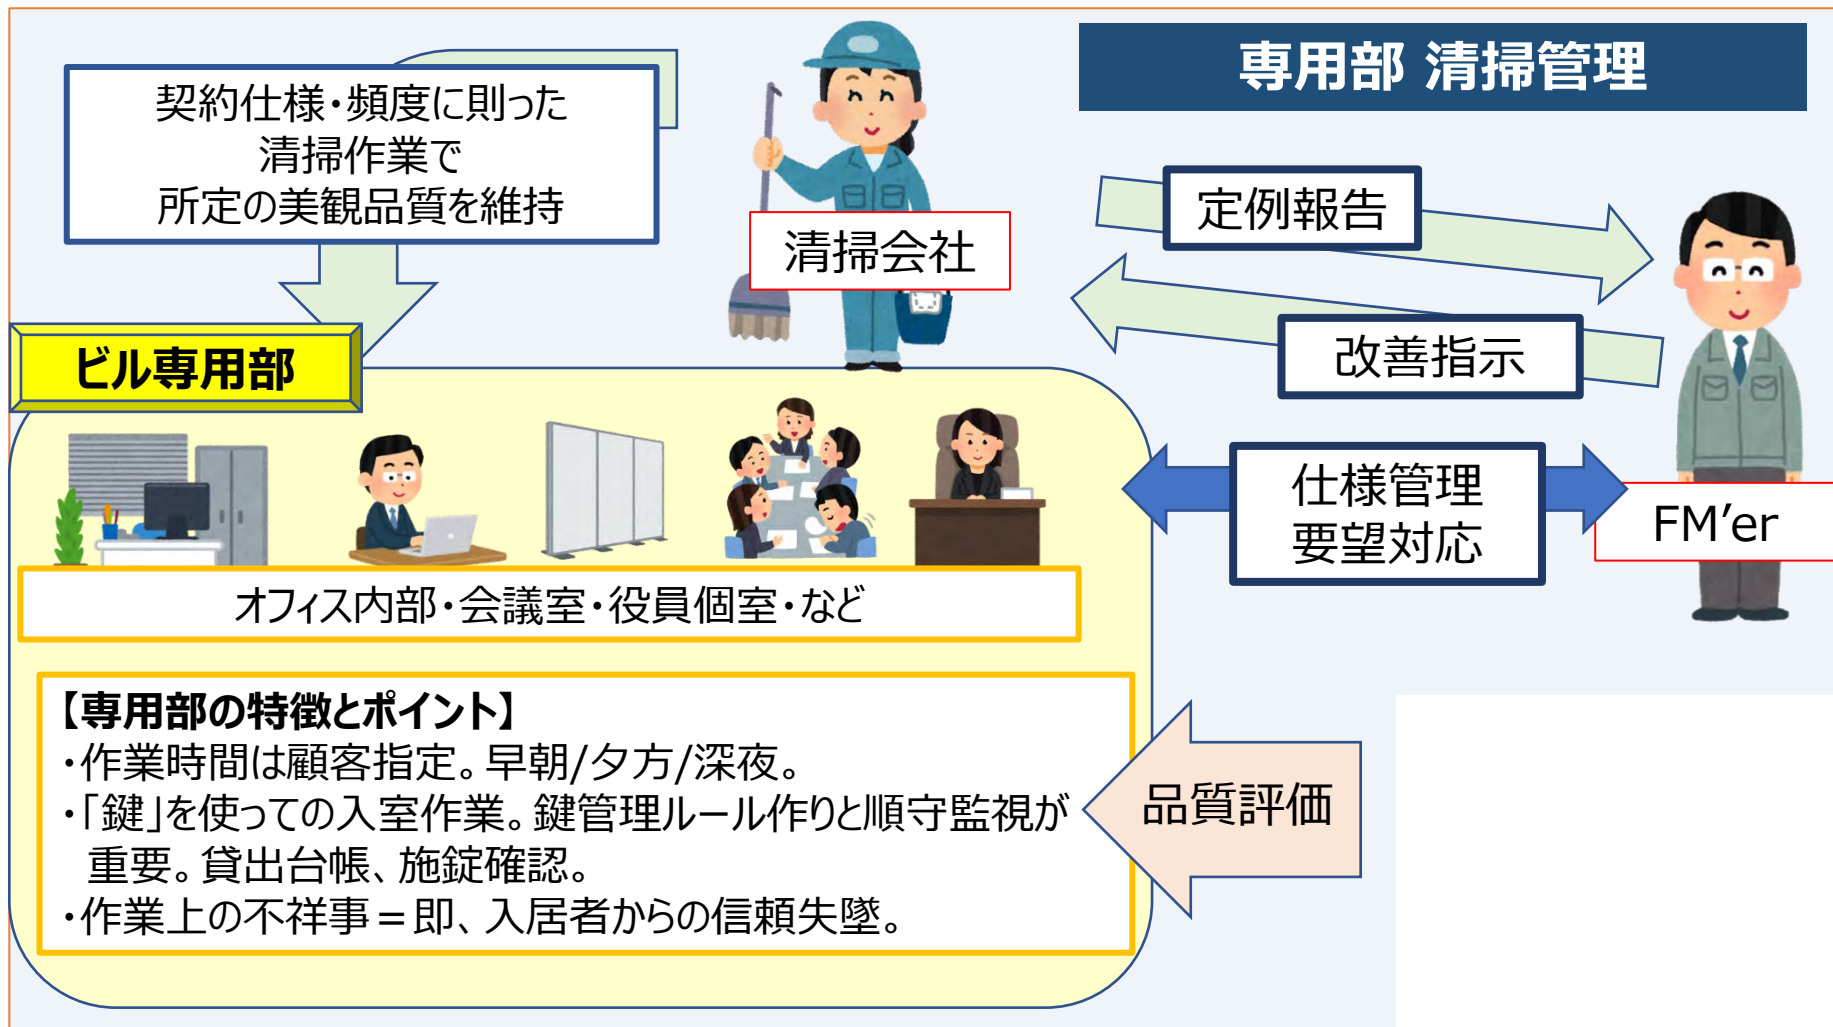 専用部 清掃管理
契約仕様・頻度に則った
清掃作業で
所定の美観品質を維持
清掃会社
定例報告
改善指示
ビル専用部
仕様管理
要望対応
FM’er
オフィス内部・会議室・役員個室・など
【専用部の特徴とポイント】
・作業時間は顧客指定。早朝/夕方/深夜。
・「鍵」を使っての入室作業。鍵管理ルール作りと順守監視が
重要。貸出台帳、施錠確認。
・作業上の不祥事＝即、入居者からの信頼失墜。
品質評価